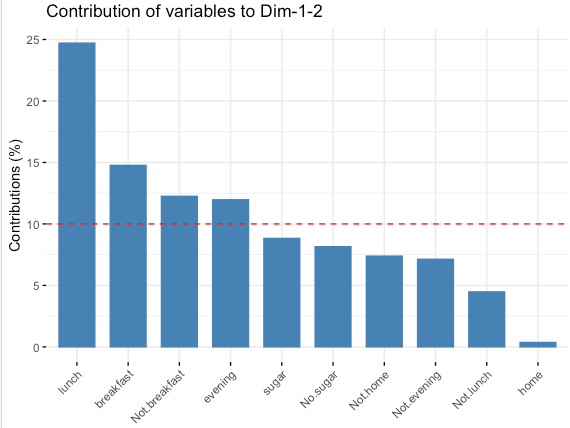 Contribution of variables to Dim-1-2
Contributions (%)
25
20
15
10
5
0
lunch
breakfast
Not.breakfast
evening
sugar
No.sugar
Not.home
Not.evening
Not.lunch
home